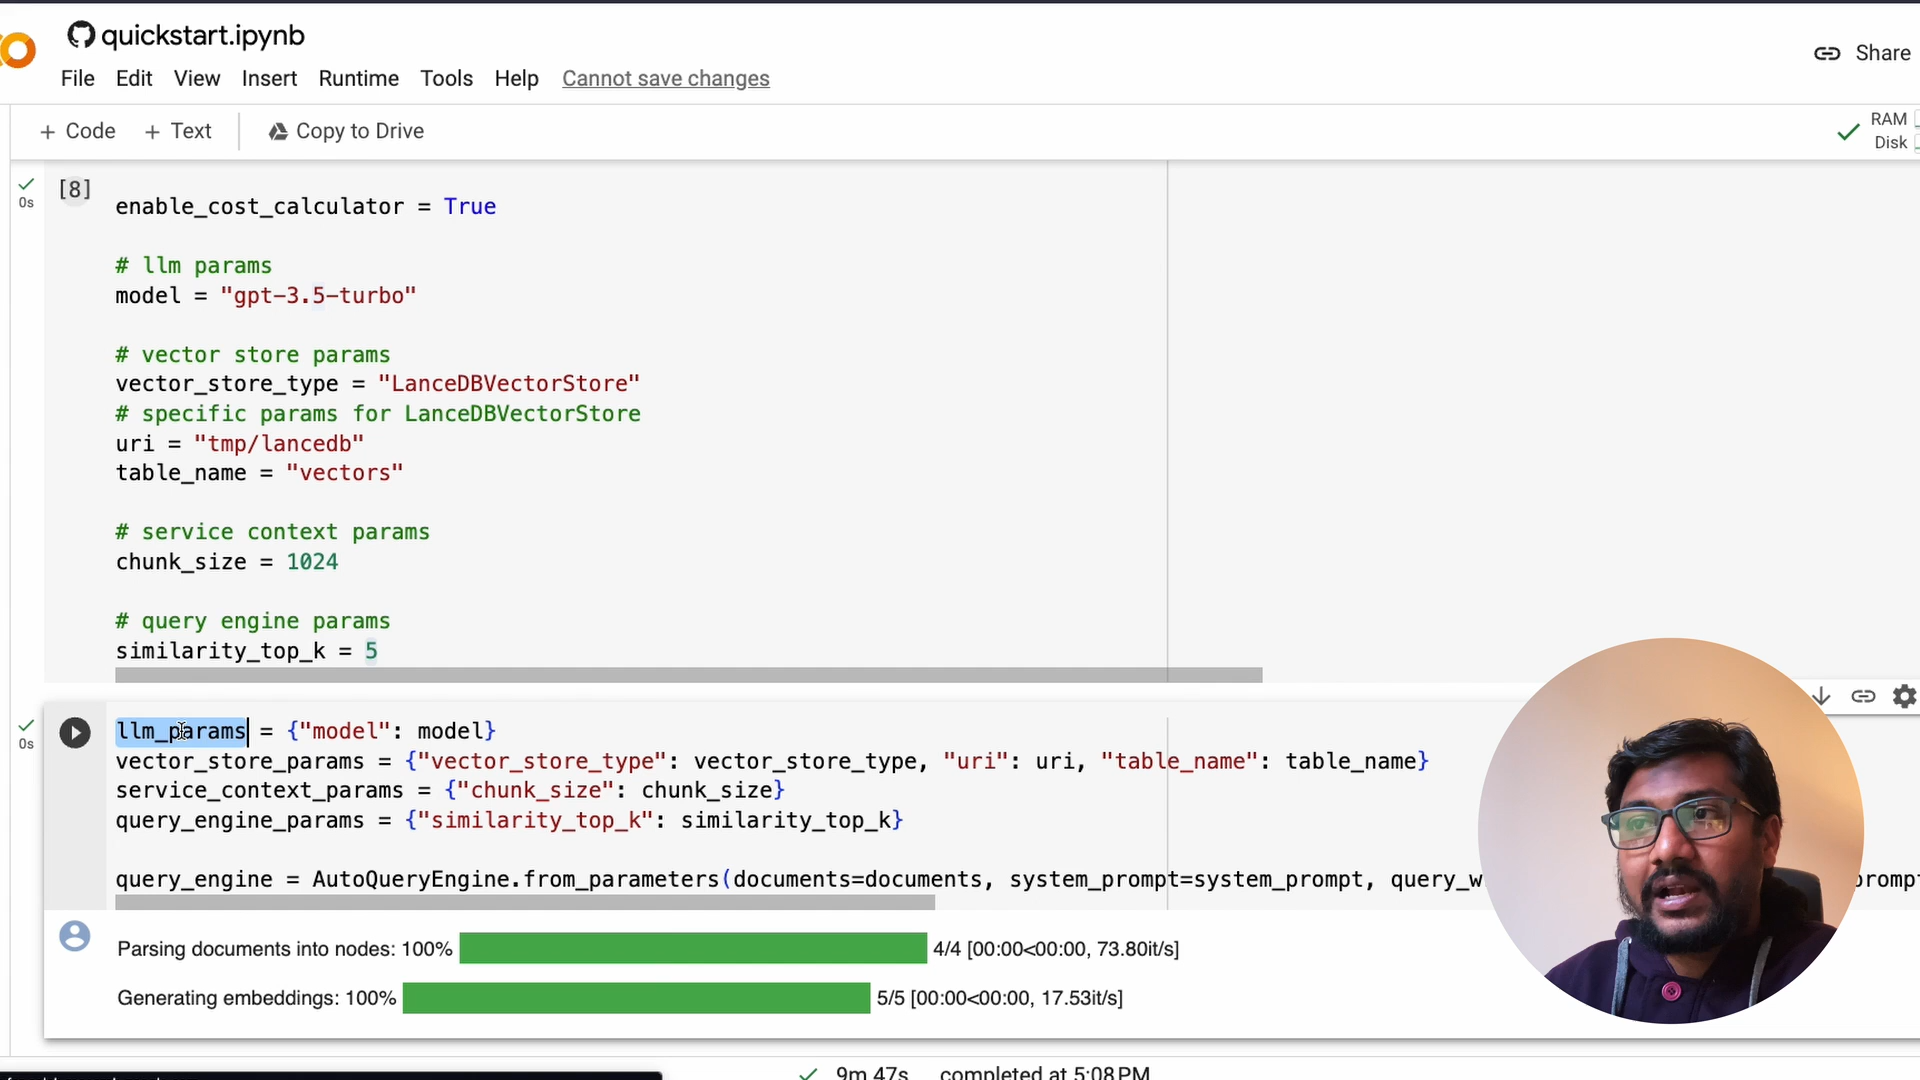 quickstart.ipynb
Share
File Edit View Insert Runtime Tools Help Cannot save changes
+ Code + Text Copy to Drive
RAM
Disk
0s
[8]
enable_cost_calculator = True
# llm params
model = "gpt-3.5-turbo"
# vector store params
vector_store_type = "LanceDBVectorStore"
# specific params for LanceDBVectorStore
uri = "tmp/lancedb"
table_name = "vectors"
# service context params
chunk_size = 1024
# query engine params
similarity_top_k = 5
0s
llm_params = {"model": model}
vector_store_params = {"vector_store_type": vector_store_type, "uri": uri, "table_name": table_name}
service_context_params = {"chunk_size": chunk_size}
query_engine_params = {"similarity_top_k": similarity_top_k}
query_engine = AutoQueryEngine.from_parameters(documents=documents, system_prompt=system_prompt, query_w prompt
Parsing documents into nodes: 100% 4/4 [00:00<00:00, 73.80it/s]
Generating embeddings: 100% 5/5 [00:00<00:00, 17.53it/s]
9m 47s completed at 5:08 PM